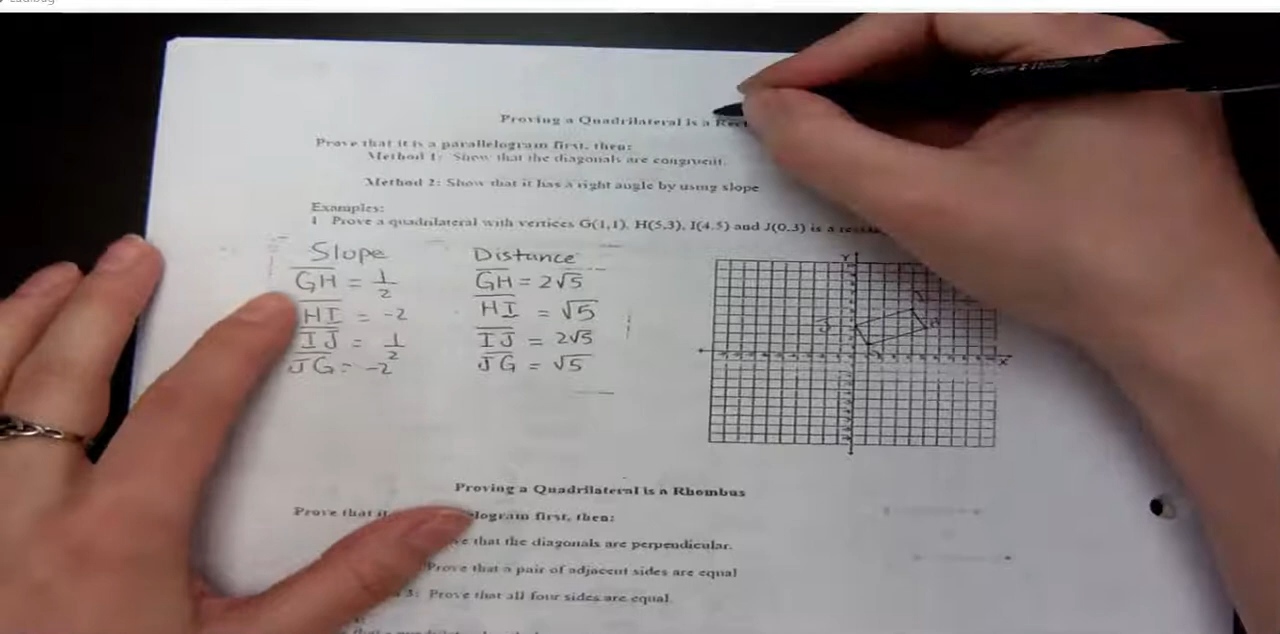 Proving a Quadrilateral is a Rect
Prove that it is a parallelogram first, then:
Method 1: Show that the diagonals are congruent.
Method 2: Show that it has a right angle by using slope
Examples:
1 Prove a quadrilateral with vertices G(1,1), H(5,3), I(4,5) and J(0,3) is a
Slope Distance
GH = 1/2 GH = 2√5
HI = -2 HI = √5
IJ = 1/2 IJ = 2√5
JG = -2 JG = √5
Y
J
X
Proving a Quadrilateral is a Rhombus
Prove that first, then:
that the diagonals are perpendicular.
Prove that a pair of adjacent sides are equal
3: Prove that all four sides are equal.